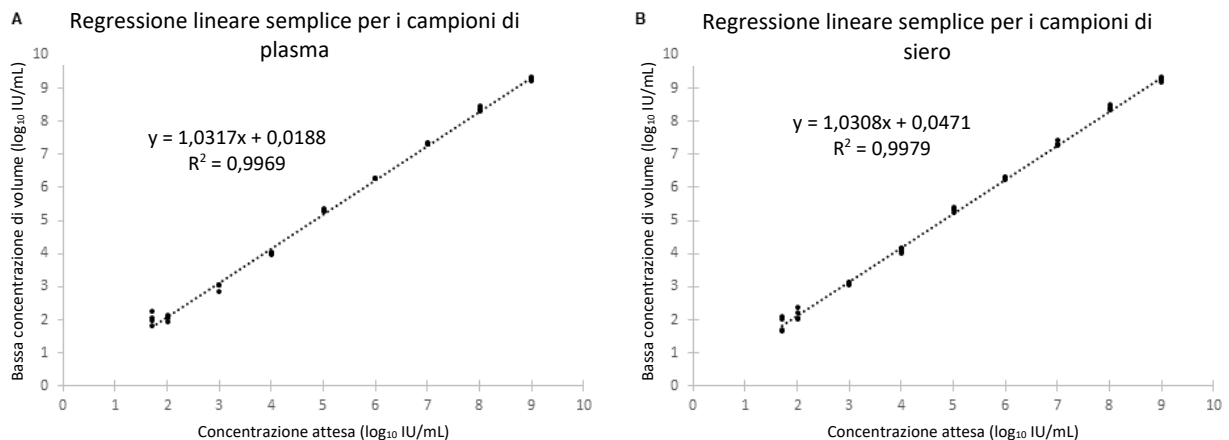 A
Regressione lineare semplice per i campioni di
plasma
Bassa concentrazione di volume (log₁₀ IU/mL)
10
9
8
7
6
5
4
3
2
1
0
y = 1,0317x + 0,0188
R² = 0,9969
0 1 2 3 4 5 6 7 8 9 10
Concentrazione attesa (log₁₀ IU/mL)
B
Regressione lineare semplice per i campioni di
siero
Bassa concentrazione di volume (log₁₀ IU/mL)
10
9
8
7
6
5
4
3
2
1
0
y = 1,0308x + 0,0471
R² = 0,9979
0 1 2 3 4 5 6 7 8 9 10
Concentrazione attesa (log₁₀ IU/mL)